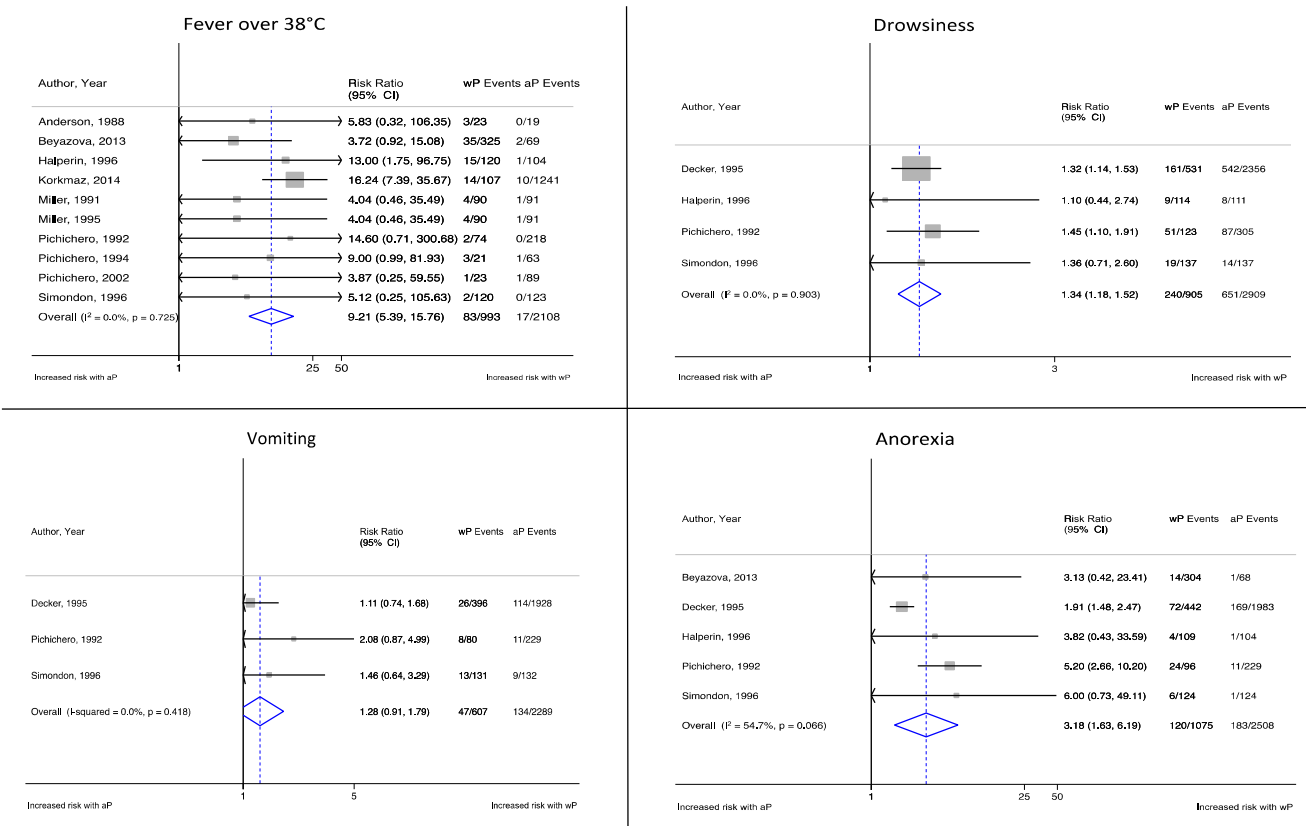 Fever over 38°C
Author, Year Risk Ratio (95% CI) wP Events aP Events
Anderson, 1988 5.83 (0.32, 106.35) 3/23 0/19
Beyazova, 2013 3.72 (0.92, 15.08) 35/325 2/69
Halperin, 1996 13.00 (1.75, 96.75) 15/120 1/104
Korkmaz, 2014 16.24 (7.39, 35.67) 14/107 10/1241
Miller, 1991 4.04 (0.46, 35.49) 4/90 1/91
Miller, 1995 4.04 (0.46, 35.49) 4/90 1/91
Pichichero, 1992 14.60 (0.71, 300.68) 2/74 0/218
Pichichero, 1994 9.00 (0.99, 81.93) 3/21 1/63
Pichichero, 2002 3.87 (0.25, 59.55) 1/23 1/89
Simondon, 1996 5.12 (0.25, 105.63) 2/120 0/123
Overall (I² = 0.0%, p = 0.725) 9.21 (5.39, 15.76) 83/993 17/2108
1 25 50
Increased risk with aP Increased risk with wP
Drowsiness
Author, Year Risk Ratio (95% CI) wP Events aP Events
Decker, 1995 1.32 (1.14, 1.53) 161/531 542/2356
Halperin, 1996 1.10 (0.44, 2.74) 9/114 8/111
Pichichero, 1992 1.45 (1.10, 1.91) 51/123 87/305
Simondon, 1996 1.36 (0.71, 2.60) 19/137 14/137
Overall (I² = 0.0%, p = 0.903) 1.34 (1.18, 1.52) 240/905 651/2909
1 3
Increased risk with aP Increased risk with wP
Vomiting
Author, Year Risk Ratio (95% CI) wP Events aP Events
Decker, 1995 1.11 (0.74, 1.68) 26/396 114/1928
Pichichero, 1992 2.08 (0.87, 4.99) 8/80 11/229
Simondon, 1996 1.46 (0.64, 3.29) 13/131 9/132
Overall (I-squared = 0.0%, p = 0.418) 1.28 (0.91, 1.79) 47/607 134/2289
1 5
Increased risk with aP Increased risk with wP
Anorexia
Author, Year Risk Ratio (95% CI) wP Events aP Events
Beyazova, 2013 3.13 (0.42, 23.41) 14/304 1/68
Decker, 1995 1.91 (1.48, 2.47) 72/442 169/1983
Halperin, 1996 3.82 (0.43, 33.59) 4/109 1/104
Pichichero, 1992 5.20 (2.66, 10.20) 24/96 11/229
Simondon, 1996 6.00 (0.73, 49.11) 6/124 1/124
Overall (I² = 54.7%, p = 0.066) 3.18 (1.63, 6.19) 120/1075 183/2508
1 25 50
Increased risk with aP Increased risk with wP